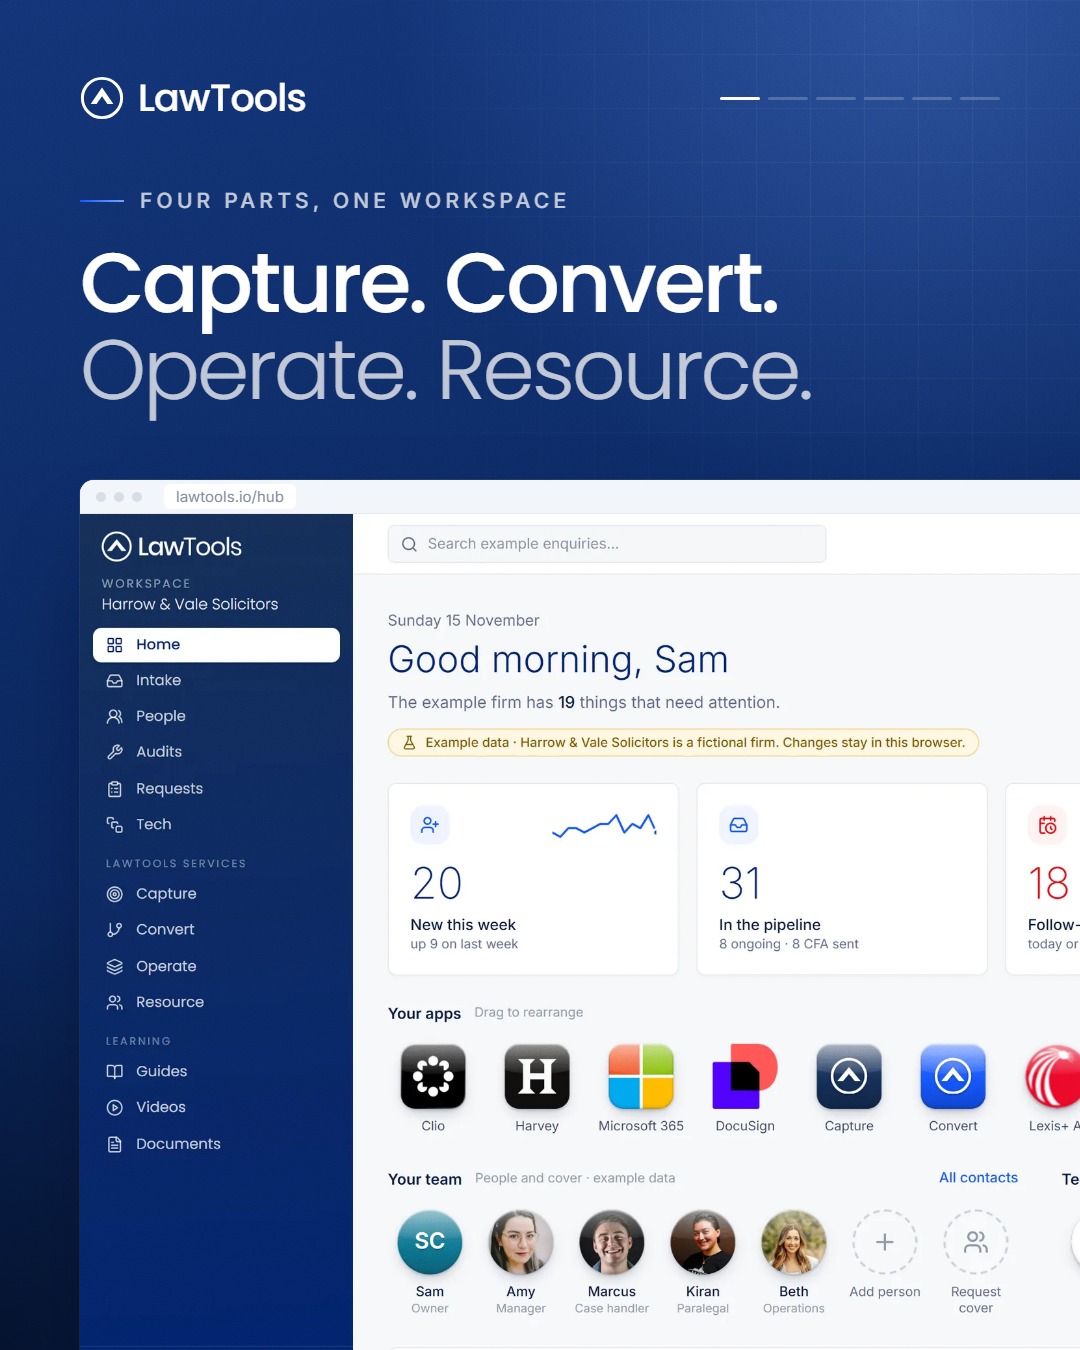 LawTools
FOUR PARTS, ONE WORKSPACE
Capture. Convert.
Operate. Resource.
lawtools.io/hub
LawTools
WORKSPACE
Harrow & Vale Solicitors
Home
Intake
People
Audits
Requests
Tech
LAWTOOLS SERVICES
Capture
Convert
Operate
Resource
LEARNING
Guides
Videos
Documents
Search example enquiries...
Sunday 15 November
Good morning, Sam
The example firm has 19 things that need attention.
Example data · Harrow & Vale Solicitors is a fictional firm. Changes stay in this browser.
20
New this week
up 9 on last week
31
In the pipeline
8 ongoing · 8 CFA sent
18
Follow-
today or
Your apps Drag to rearrange
H
Clio
Harvey
Microsoft 365
DocuSign
Capture
Convert
Lexis+ A
Your team People and cover · example data
All contacts
Te
SC
Sam
Owner
Amy
Manager
Marcus
Case handler
Kiran
Paralegal
Beth
Operations
Add person
Request
cover